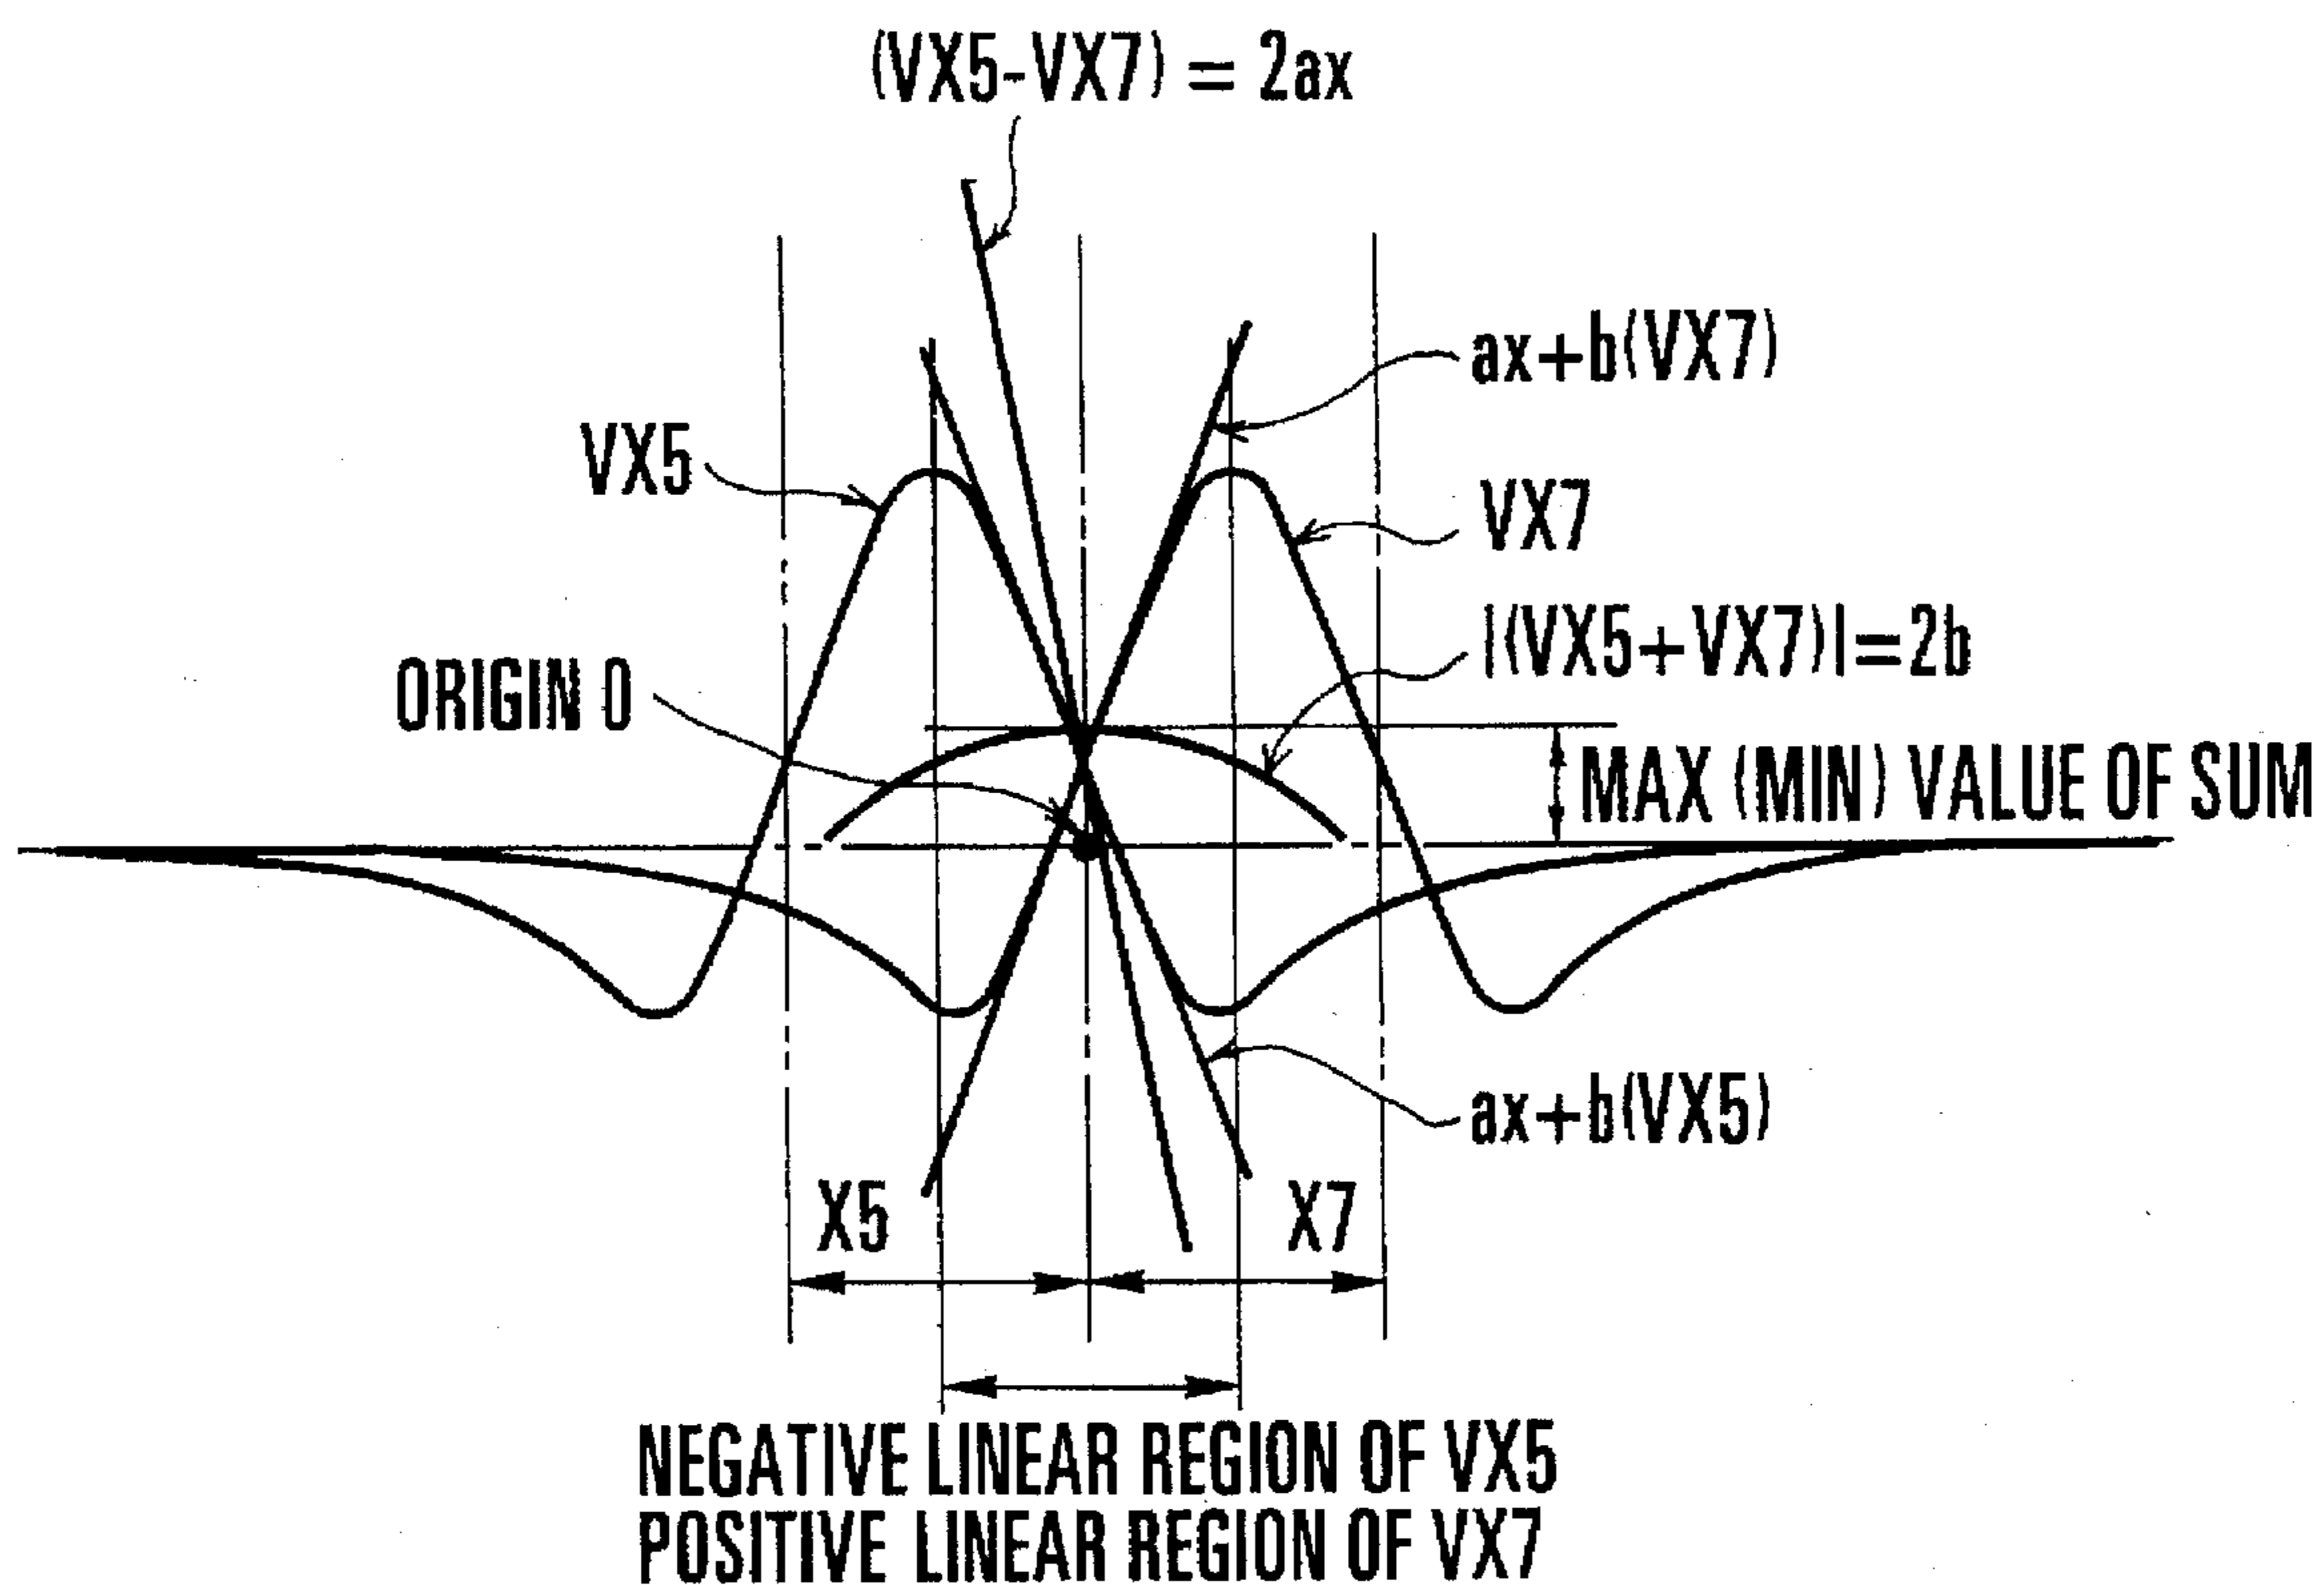 (VX5-VX7) = 2ax
ax+b(VX7)
VX5
VX7
|(VX5+VX7)|=2b
ORIGIN 0
MAX (MIN) VALUE OF SUM
ax+b(VX5)
X5
X7
NEGATIVE LINEAR REGION OF VX5
POSITIVE LINEAR REGION OF VX7